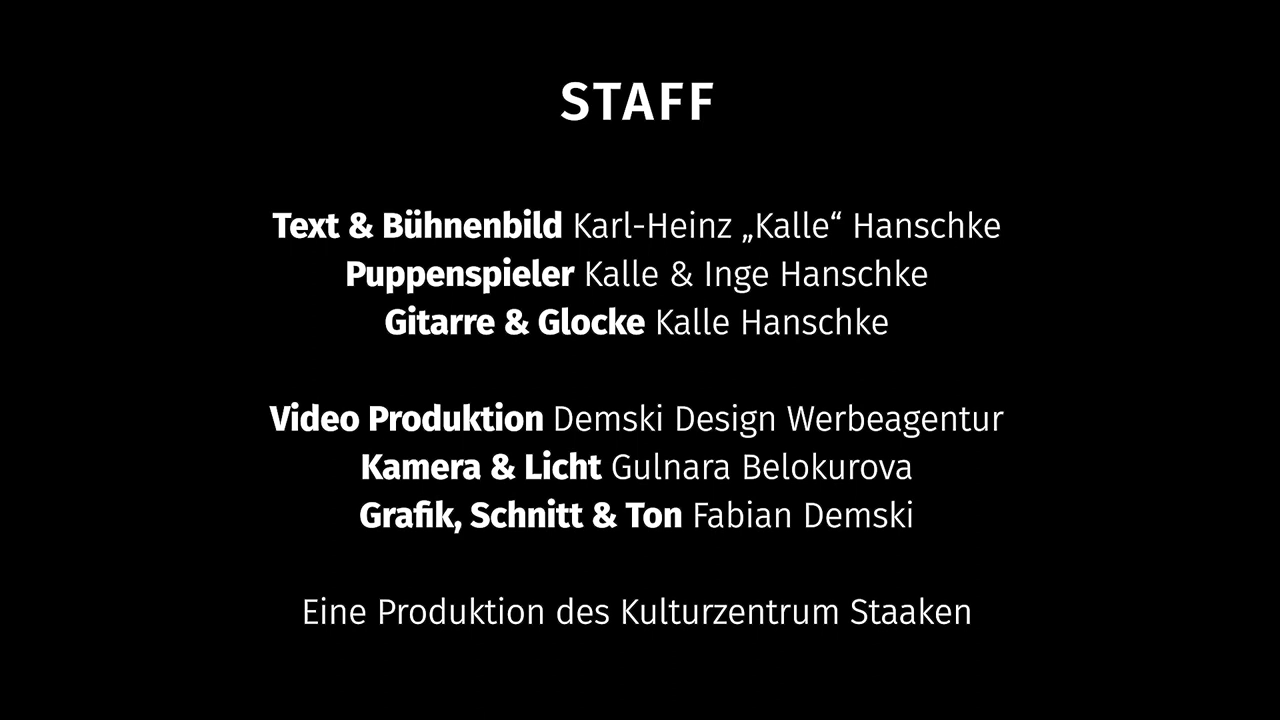 STAFF
Text & Bühnenbild Karl-Heinz „Kalle“ Hanschke
Puppenspieler Kalle & Inge Hanschke
Gitarre & Glocke Kalle Hanschke
Video Produktion Demski Design Werbeagentur
Kamera & Licht Gulnara Belokurova
Grafik, Schnitt & Ton Fabian Demski
Eine Produktion des Kulturzentrum Staaken